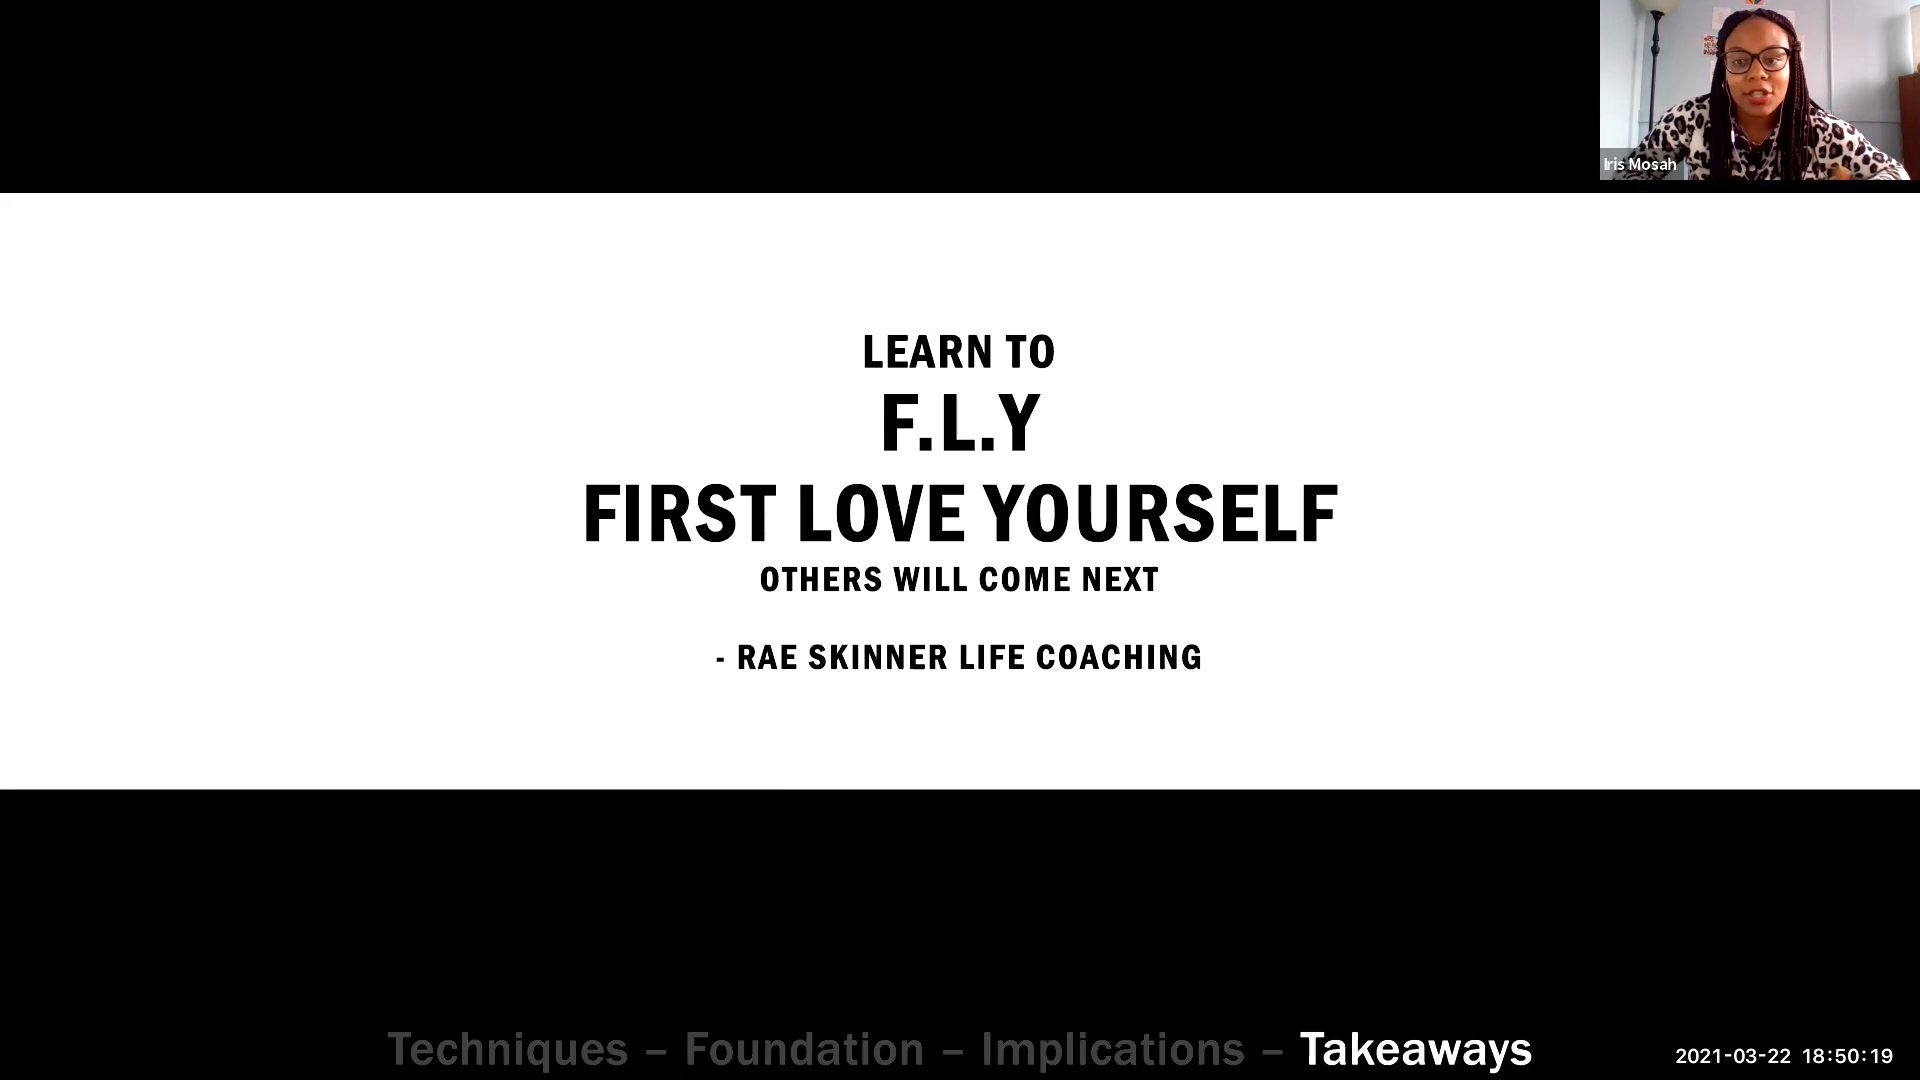 Iris Mosah
LEARN TO
F.L.Y
FIRST LOVE YOURSELF
OTHERS WILL COME NEXT
- RAE SKINNER LIFE COACHING
Techniques – Foundation – Implications – Takeaways
2021-03-22 18:50:19